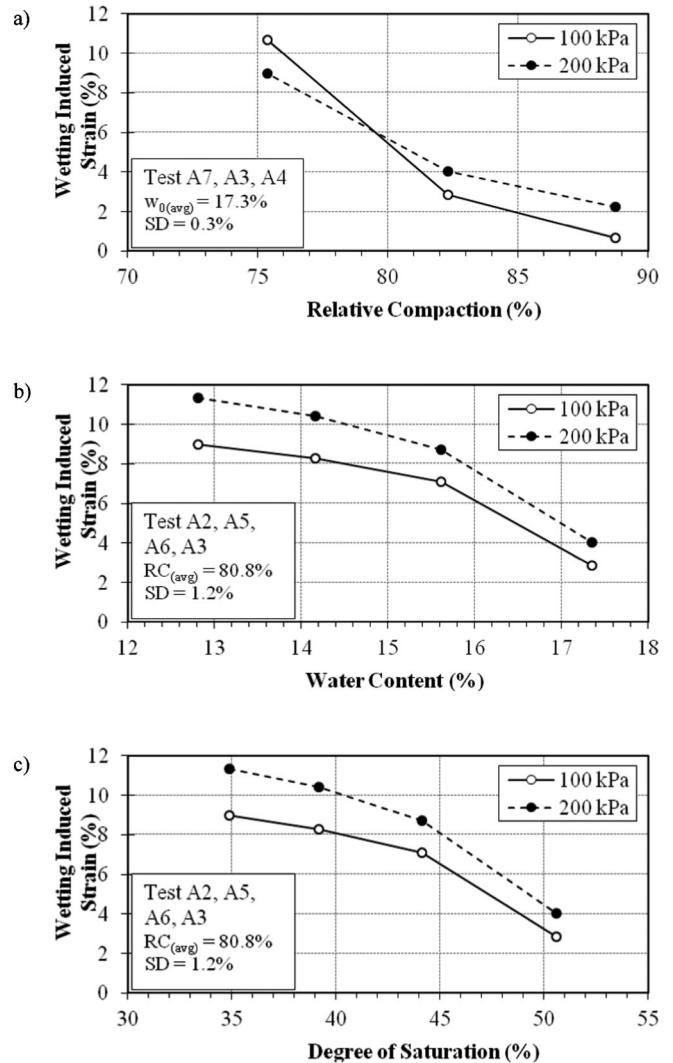 a)
12
10
8
6
4
2
0
Wetting Induced
Strain (%)
100 kPa
200 kPa
Test A7, A3, A4
w0(avg) = 17.3%
SD = 0.3%
70 75 80 85 90
Relative Compaction (%)
b)
12
10
8
6
4
2
0
Wetting Induced
Strain (%)
100 kPa
200 kPa
Test A2, A5,
A6, A3
RC(avg) = 80.8%
SD = 1.2%
12 13 14 15 16 17 18
Water Content (%)
c)
12
10
8
6
4
2
0
Wetting Induced
Strain (%)
100 kPa
200 kPa
Test A2, A5,
A6, A3
RC(avg) = 80.8%
SD = 1.2%
30 35 40 45 50 55
Degree of Saturation (%)